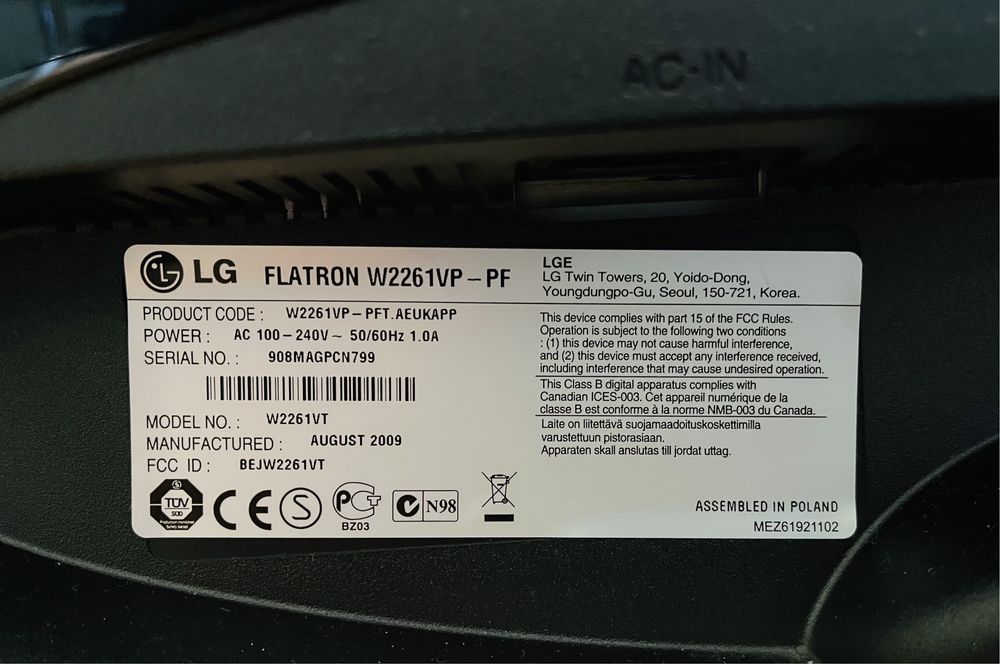 AC-IN
LG FLATRON W2261VP-PF
PRODUCT CODE : W2261VP-PFT.AEUKAPP
POWER : AC 100-240V~ 50/60Hz 1.0A
SERIAL NO. : 908MAGPCN799
MODEL NO. : W2261VT
MANUFACTURED : AUGUST 2009
FCC ID : BEJW2261VT
TÜV
SÜD
Production monitored
Safety tested
CE
S
PCT
BZ03
N98
LGE
LG Twin Towers, 20, Yoido-Dong,
Youngdungpo-Gu, Seoul, 150-721, Korea.
This device complies with part 15 of the FCC Rules.
Operation is subject to the following two conditions
: (1) this device may not cause harmful interference,
and (2) this device must accept any interference received,
including interference that may cause undesired operation.
This Class B digital apparatus complies with
Canadian ICES-003. Cet appareil numérique de la
classe B est conforme à la norme NMB-003 du Canada.
Laite on liitettävä suojamaadoituskoskettimilla
varustettuun pistorasiaan.
Apparaten skall anslutas till jordat uttag.
ASSEMBLED IN POLAND
MEZ61921102